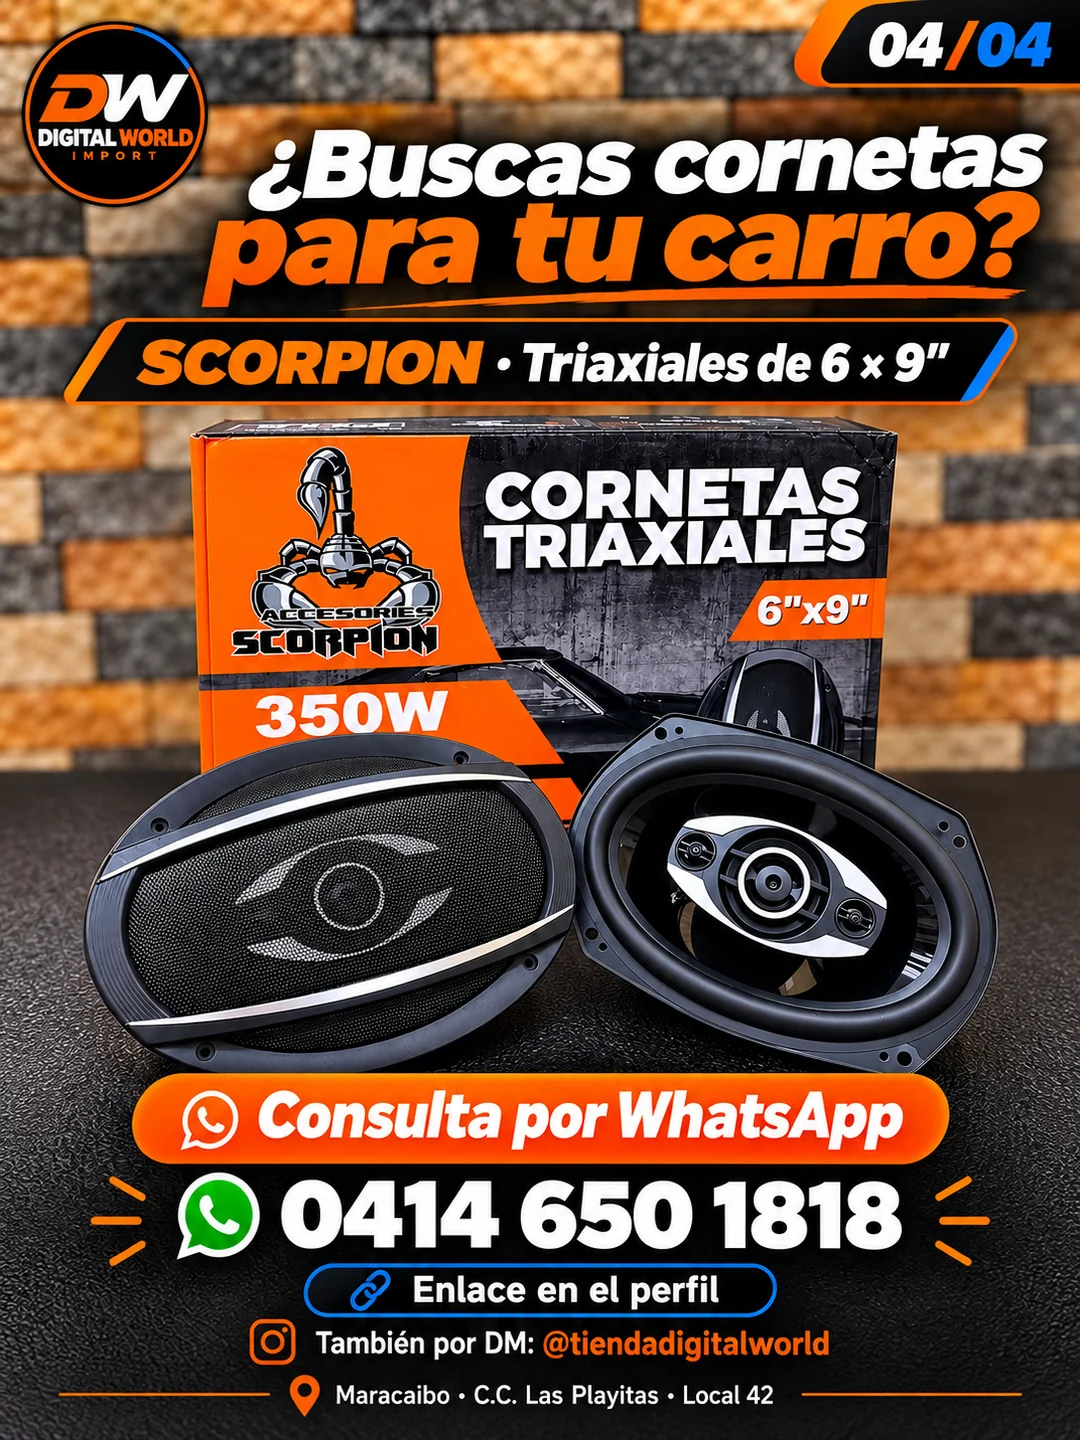 04/04
DW
DIGITAL WORLD
IMPORT
¿Buscas cornetas
para tu carro?
SCORPION • Triaxiales de 6 × 9"
CORNETAS
TRIAXIALES
6"x9"
ACCESORIES
SCORPION
350W
Consulta por WhatsApp
0414 650 1818
Enlace en el perfil
También por DM: @tiendadigitalworld
Maracaibo • C.C. Las Playitas • Local 42